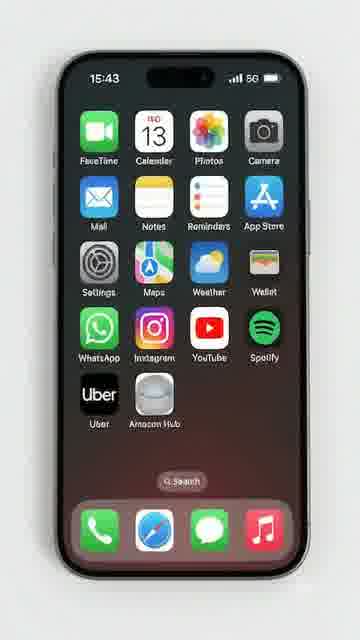 15:43 5G
13
FaceTime Calendar Photos Camera
Mail Notes Reminders App Store
Settings Maps Weather Wallet
WhatsApp Instagram YouTube Spotify
Uber
Uber Amazon Hub
Search